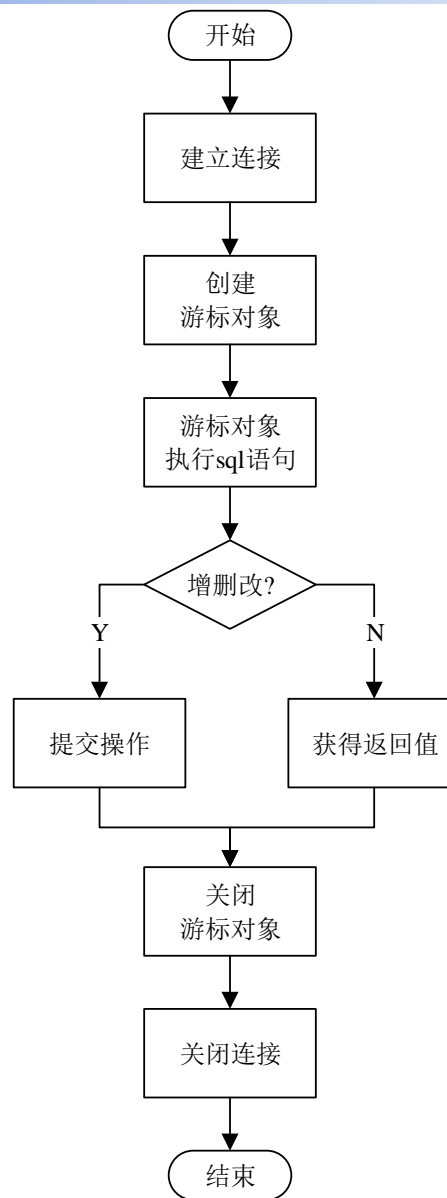 开始
建立连接
创建
游标对象
游标对象
执行sql语句
增删改?
Y
N
提交操作
获得返回值
关闭
游标对象
关闭连接
结束